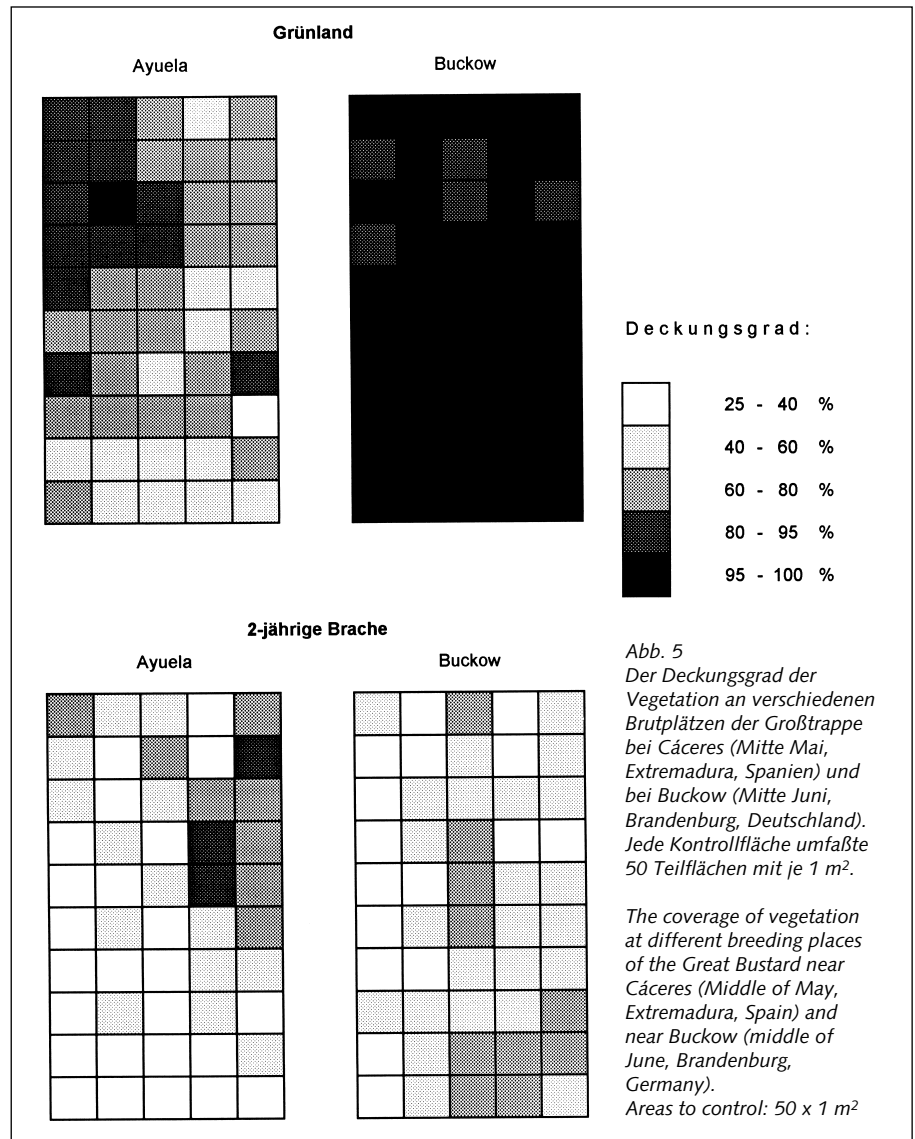 Grünland
Ayuela
Buckow
Deckungsgrad:
25 - 40 %
40 - 60 %
60 - 80 %
80 - 95 %
95 - 100 %
2-jährige Brache
Ayuela
Buckow
Abb. 5
Der Deckungsgrad der
Vegetation an verschiedenen
Brutplätzen der Großtrappe
bei Cáceres (Mitte Mai,
Extremadura, Spanien) und
bei Buckow (Mitte Juni,
Brandenburg, Deutschland).
Jede Kontrollfläche umfaßte
50 Teilflächen mit je 1 m².
The coverage of vegetation
at different breeding places
of the Great Bustard near
Cáceres (Middle of May,
Extremadura, Spain) and
near Buckow (middle of
June, Brandenburg,
Germany).
Areas to control: 50 x 1 m²